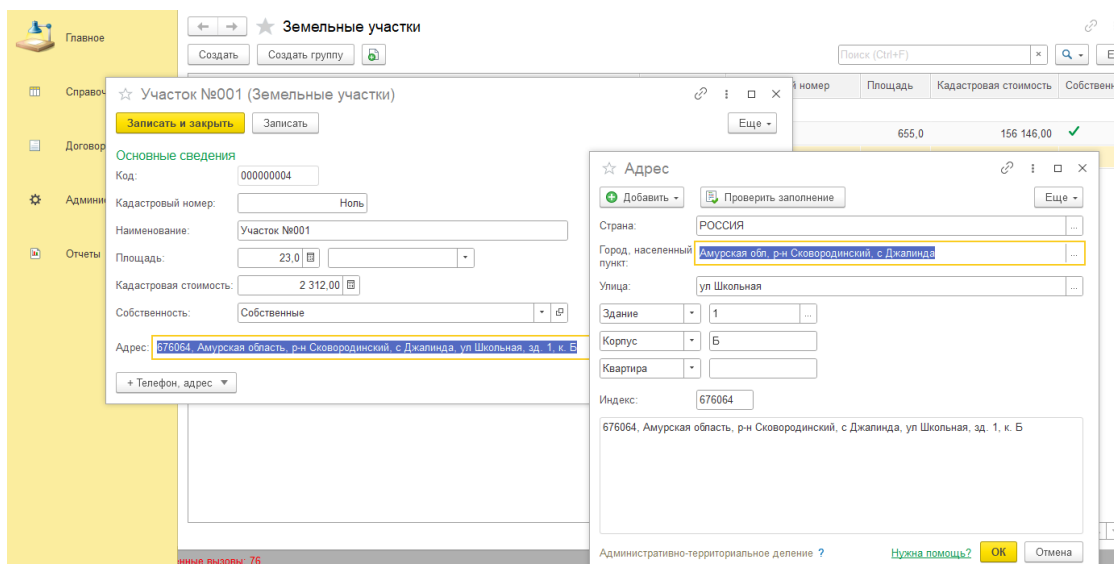 Главное
Справоч
Договор
Админи
Отчеты
Земельные участки
Создать
Создать группу
Поиск (Ctrl+F)
×
Е
й номер
Площадь
Кадастровая стоимость
Собственн
655,0
156 146,00
Участок №001 (Земельные участки)
Записать и закрыть
Записать
Еще
Основные сведения
Код:
000000004
Кадастровый номер:
Ноль
Наименование:
Участок №001
Площадь:
23,0
Кадастровая стоимость:
2 312,00
Собственность:
Собственные
Адрес:
676064, Амурская область, р-н Сковородинский, с Джалинда, ул Школьная, зд. 1, к. Б
+ Телефон, адрес
Адрес
Добавить
Проверить заполнение
Еще
Страна:
РОССИЯ
Город, населенный
пункт:
Амурская обл, р-н Сковородинский, с Джалинда
Улица:
ул Школьная
Здание
1
Корпус
Б
Квартира
Индекс:
676064
676064, Амурская область, р-н Сковородинский, с Джалинда, ул Школьная, зд. 1, к. Б
Административно-территориальное деление ?
Нужна помощь?
ОК
Отмена
нные вызовы: 76